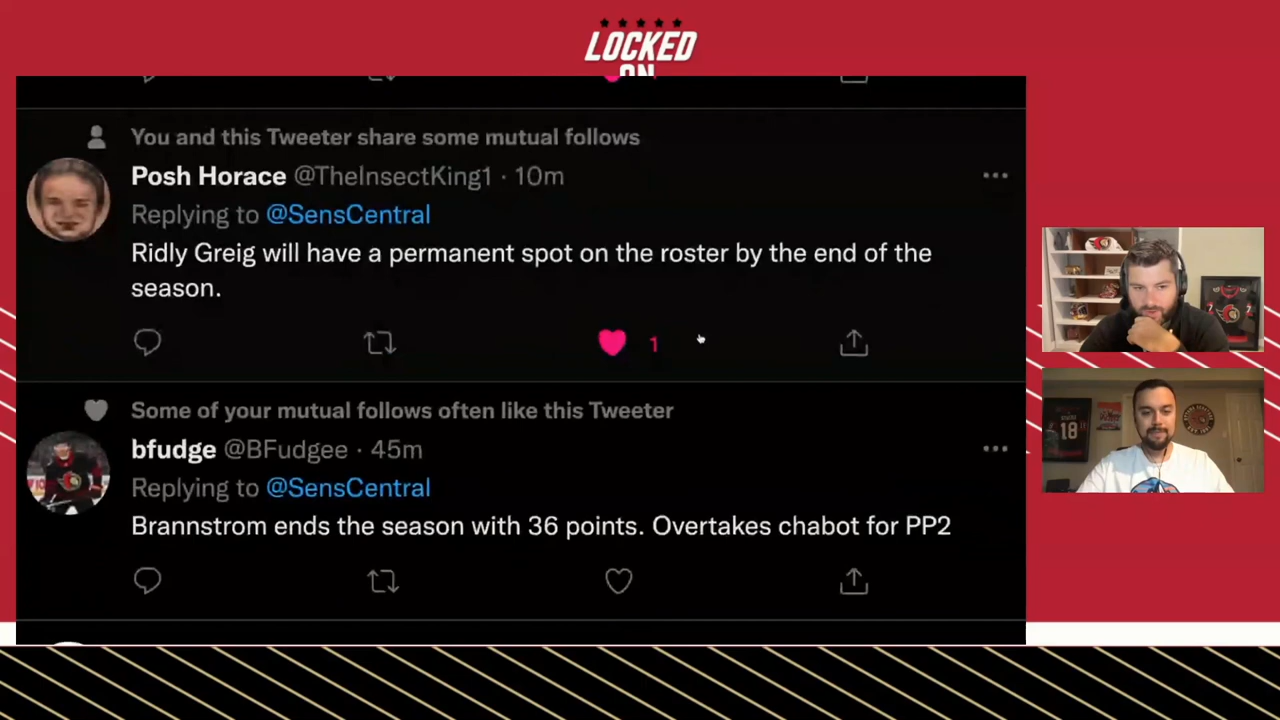 LOCKED
ON
You and this Tweeter share some mutual follows
Posh Horace @TheInsectKing1 · 10m
Replying to @SensCentral
Ridly Greig will have a permanent spot on the roster by the end of the
season.
1
Some of your mutual follows often like this Tweeter
bfudge @BFudgee · 45m
Replying to @SensCentral
Brannstrom ends the season with 36 points. Overtakes chabot for PP2
18